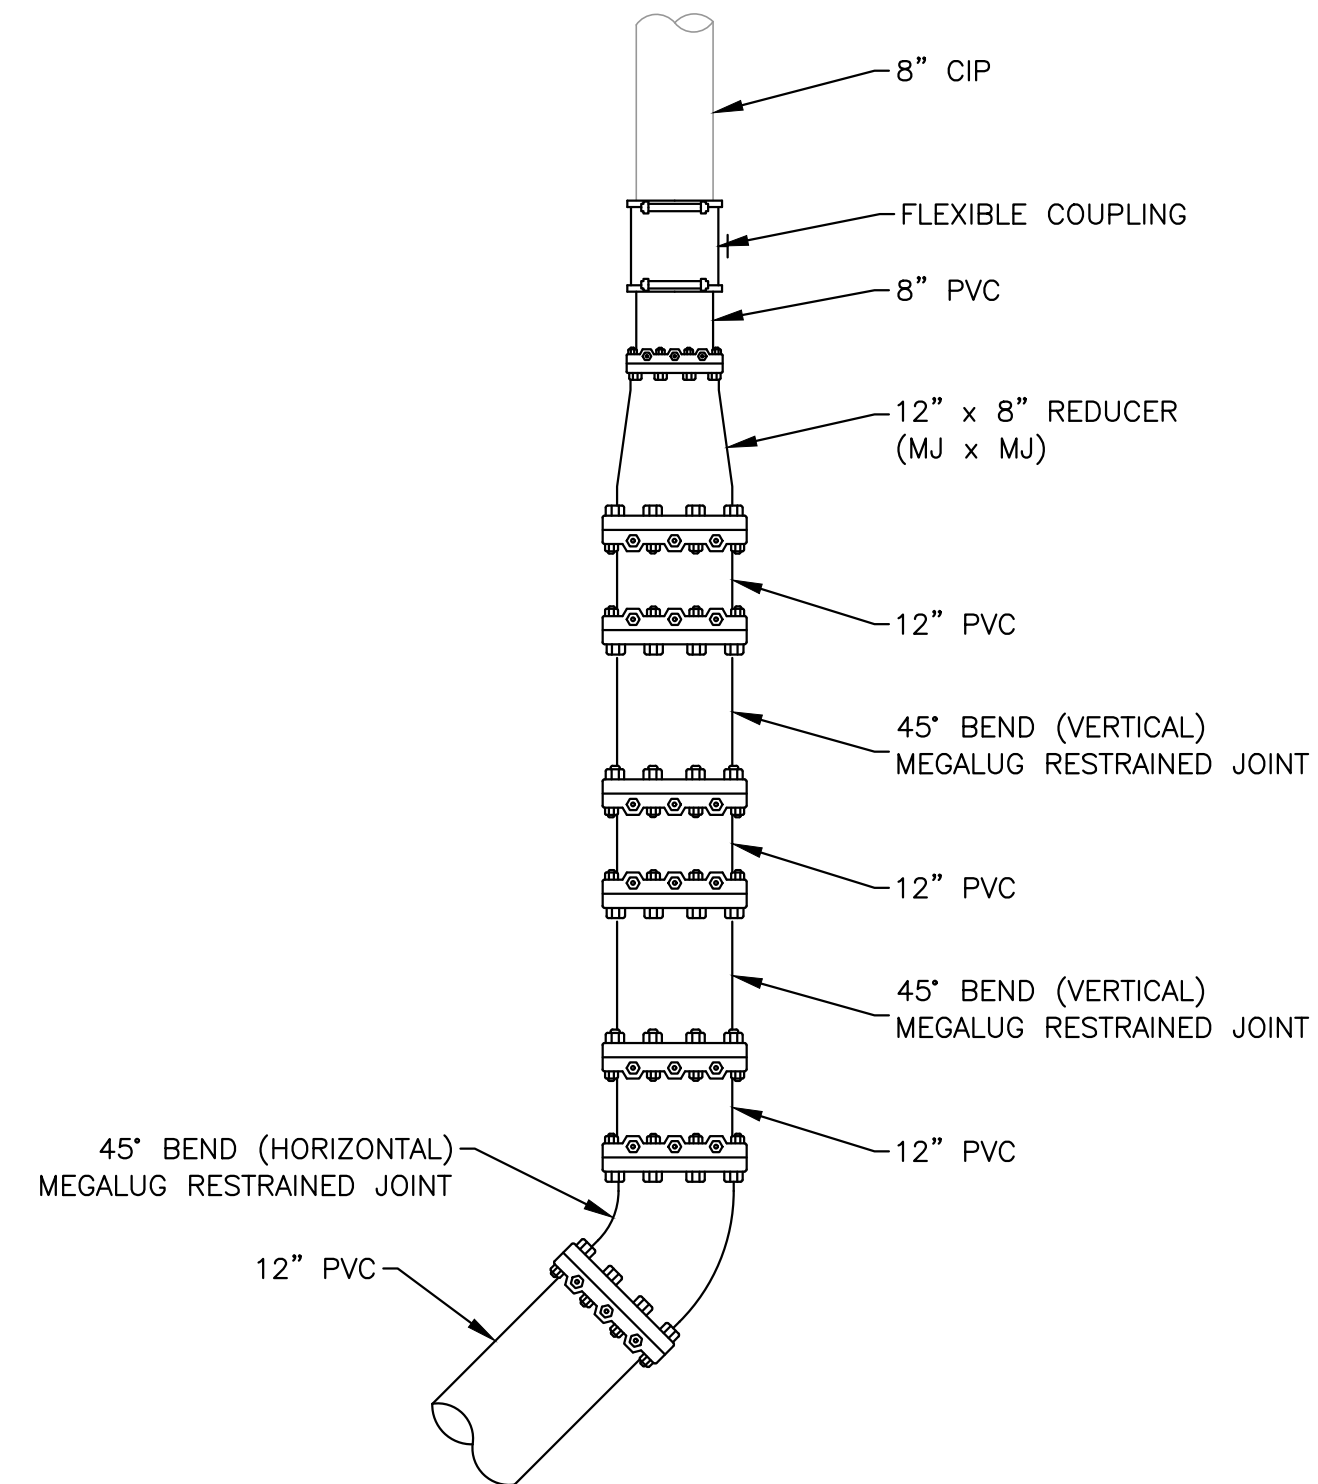 8” CIP
FLEXIBLE COUPLING
8” PVC
12” x 8” REDUCER
(MJ x MJ)
12” PVC
45° BEND (VERTICAL)
MEGALUG RESTRAINED JOINT
12” PVC
45° BEND (VERTICAL)
MEGALUG RESTRAINED JOINT
12” PVC
45° BEND (HORIZONTAL)
MEGALUG RESTRAINED JOINT
12” PVC